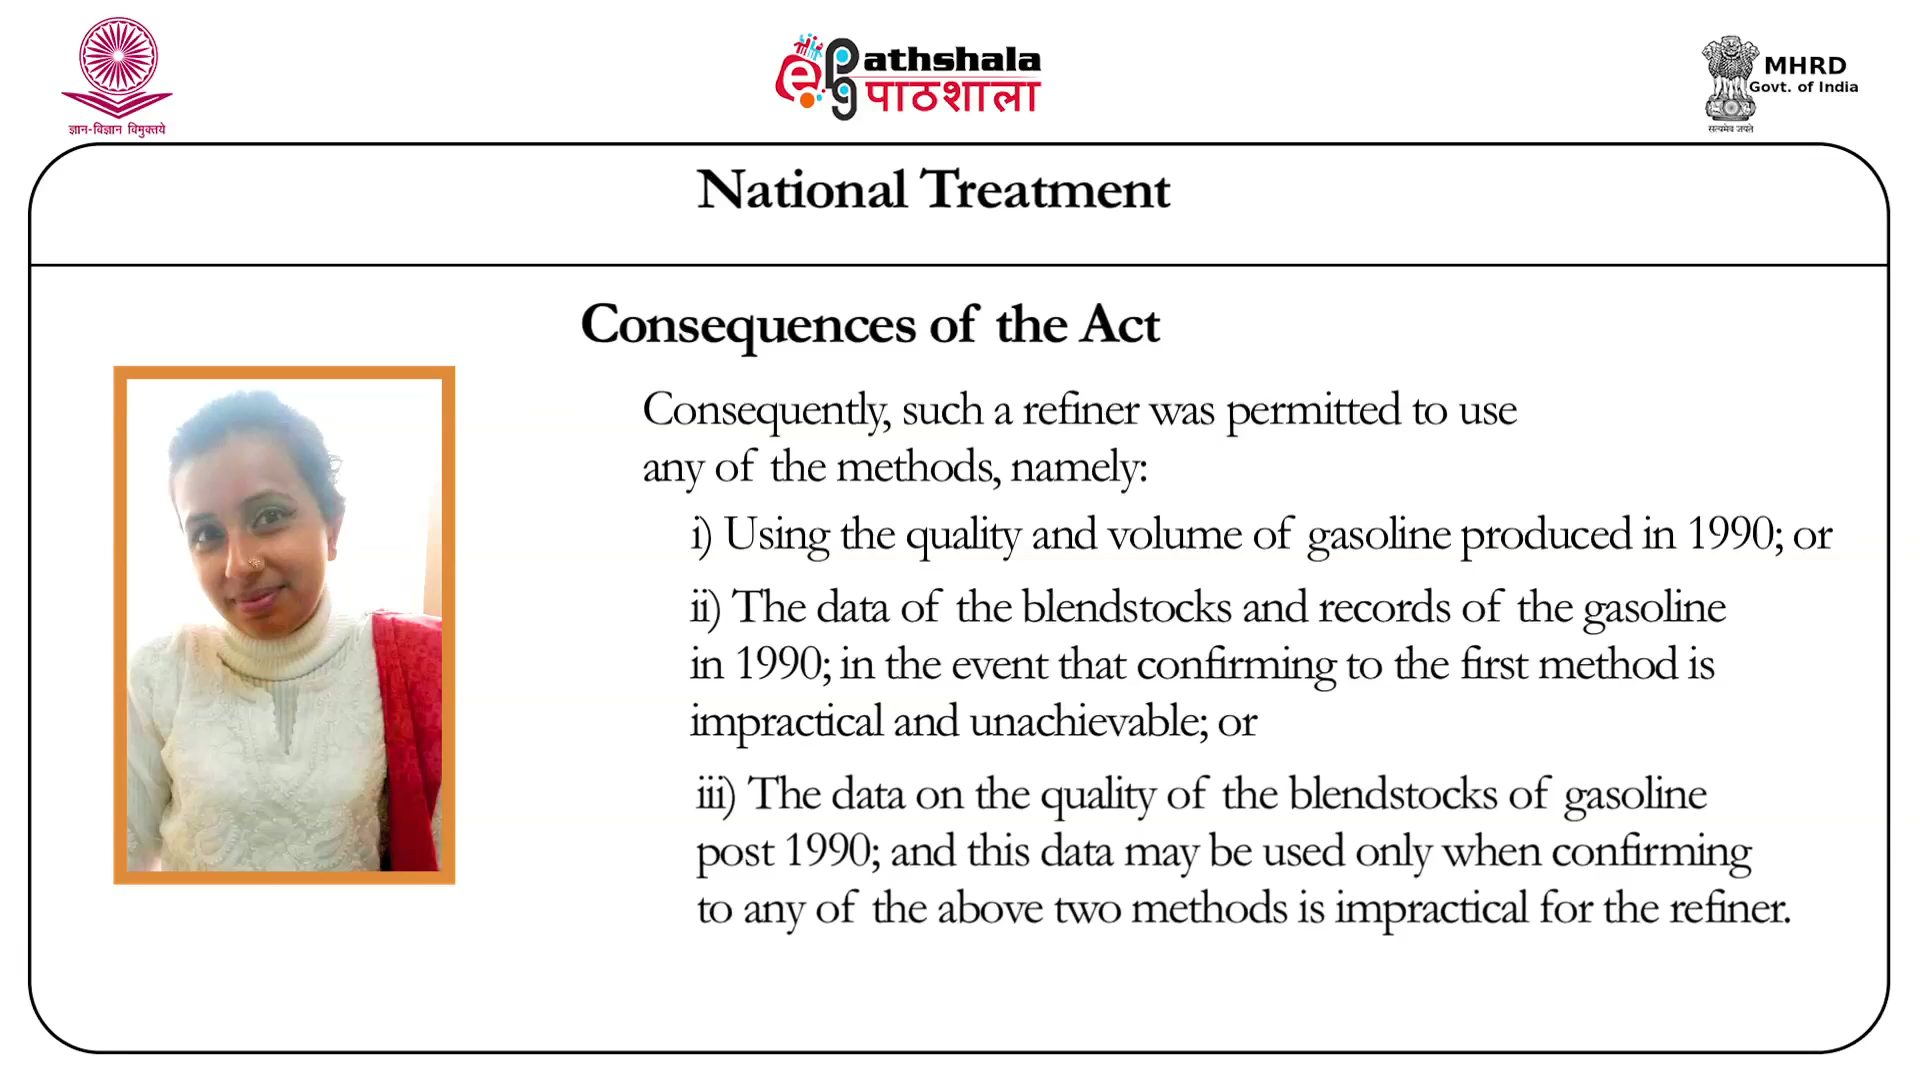 ज्ञान-विज्ञान विमुक्तये
ePG Pathshala
पाठशाला
MHRD
Govt. of India
सत्यमेव जयते
National Treatment
Consequences of the Act
Consequently, such a refiner was permitted to use
any of the methods, namely:
i) Using the quality and volume of gasoline produced in 1990; or
ii) The data of the blendstocks and records of the gasoline
in 1990; in the event that confirming to the first method is
impractical and unachievable; or
iii) The data on the quality of the blendstocks of gasoline
post 1990; and this data may be used only when confirming
to any of the above two methods is impractical for the refiner.